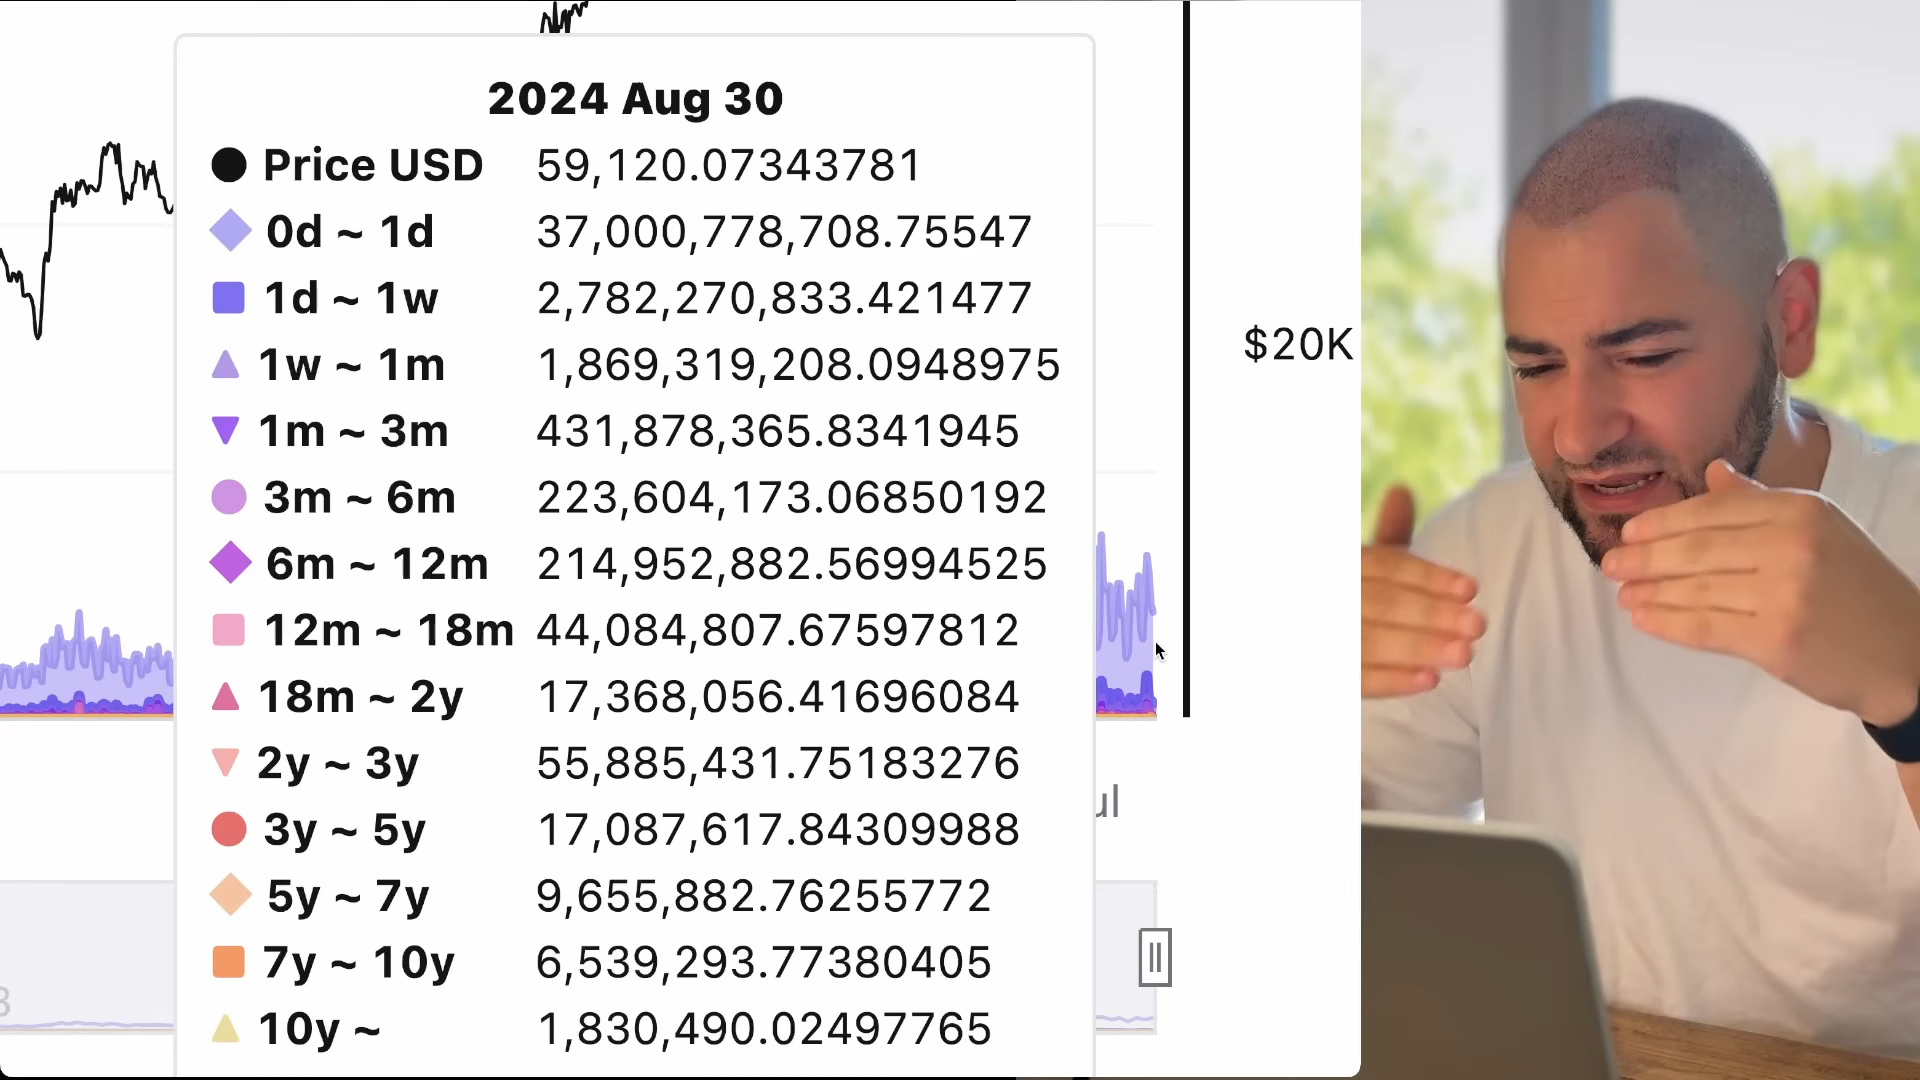 2024 Aug 30
Price USD 59,120.07343781
0d ~ 1d 37,000,778,708.75547
1d ~ 1w 2,782,270,833.421477
1w ~ 1m 1,869,319,208.0948975
1m ~ 3m 431,878,365.8341945
3m ~ 6m 223,604,173.06850192
6m ~ 12m 214,952,882.56994525
12m ~ 18m 44,084,807.67597812
18m ~ 2y 17,368,056.41696084
2y ~ 3y 55,885,431.75183276
3y ~ 5y 17,087,617.84309988
5y ~ 7y 9,655,882.76255772
7y ~ 10y 6,539,293.77380405
10y ~ 1,830,490.02497765
$20K
ul